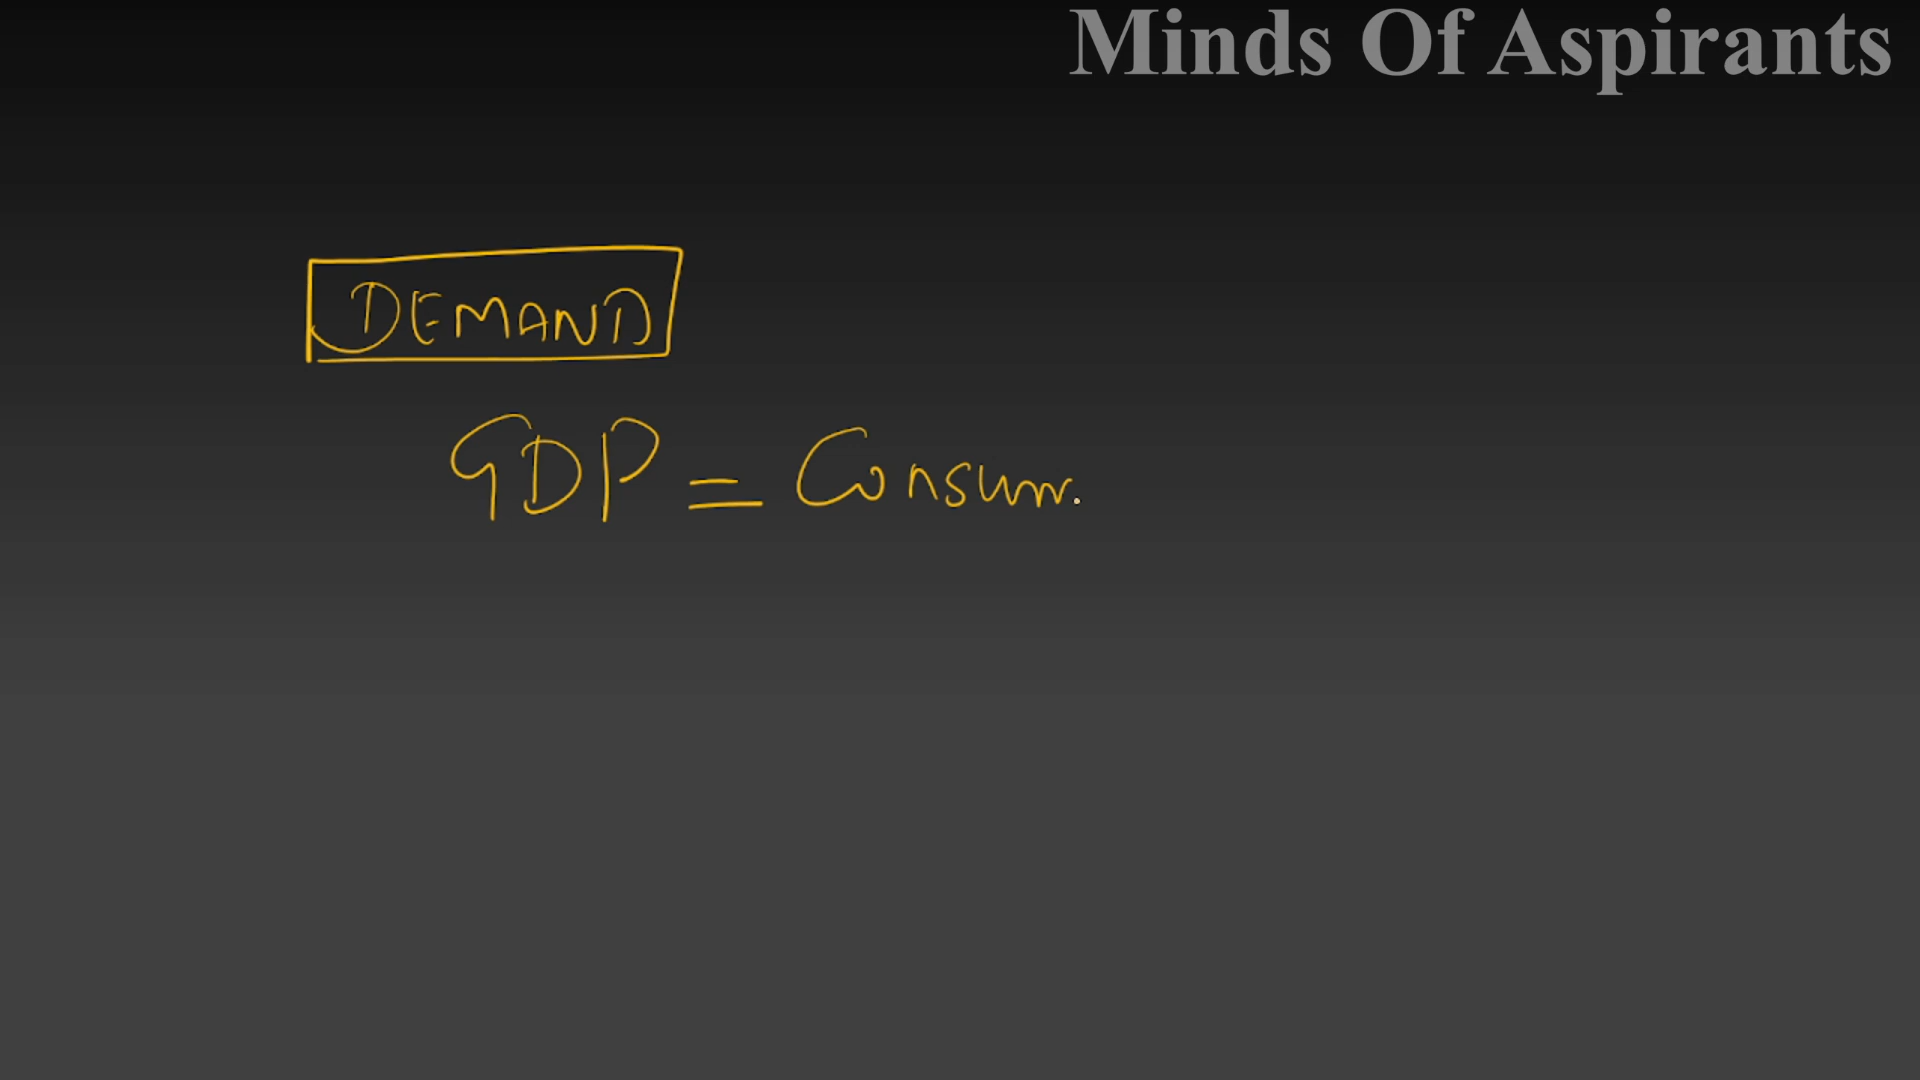 Minds Of Aspirants
DEMAND
GDP = Consum